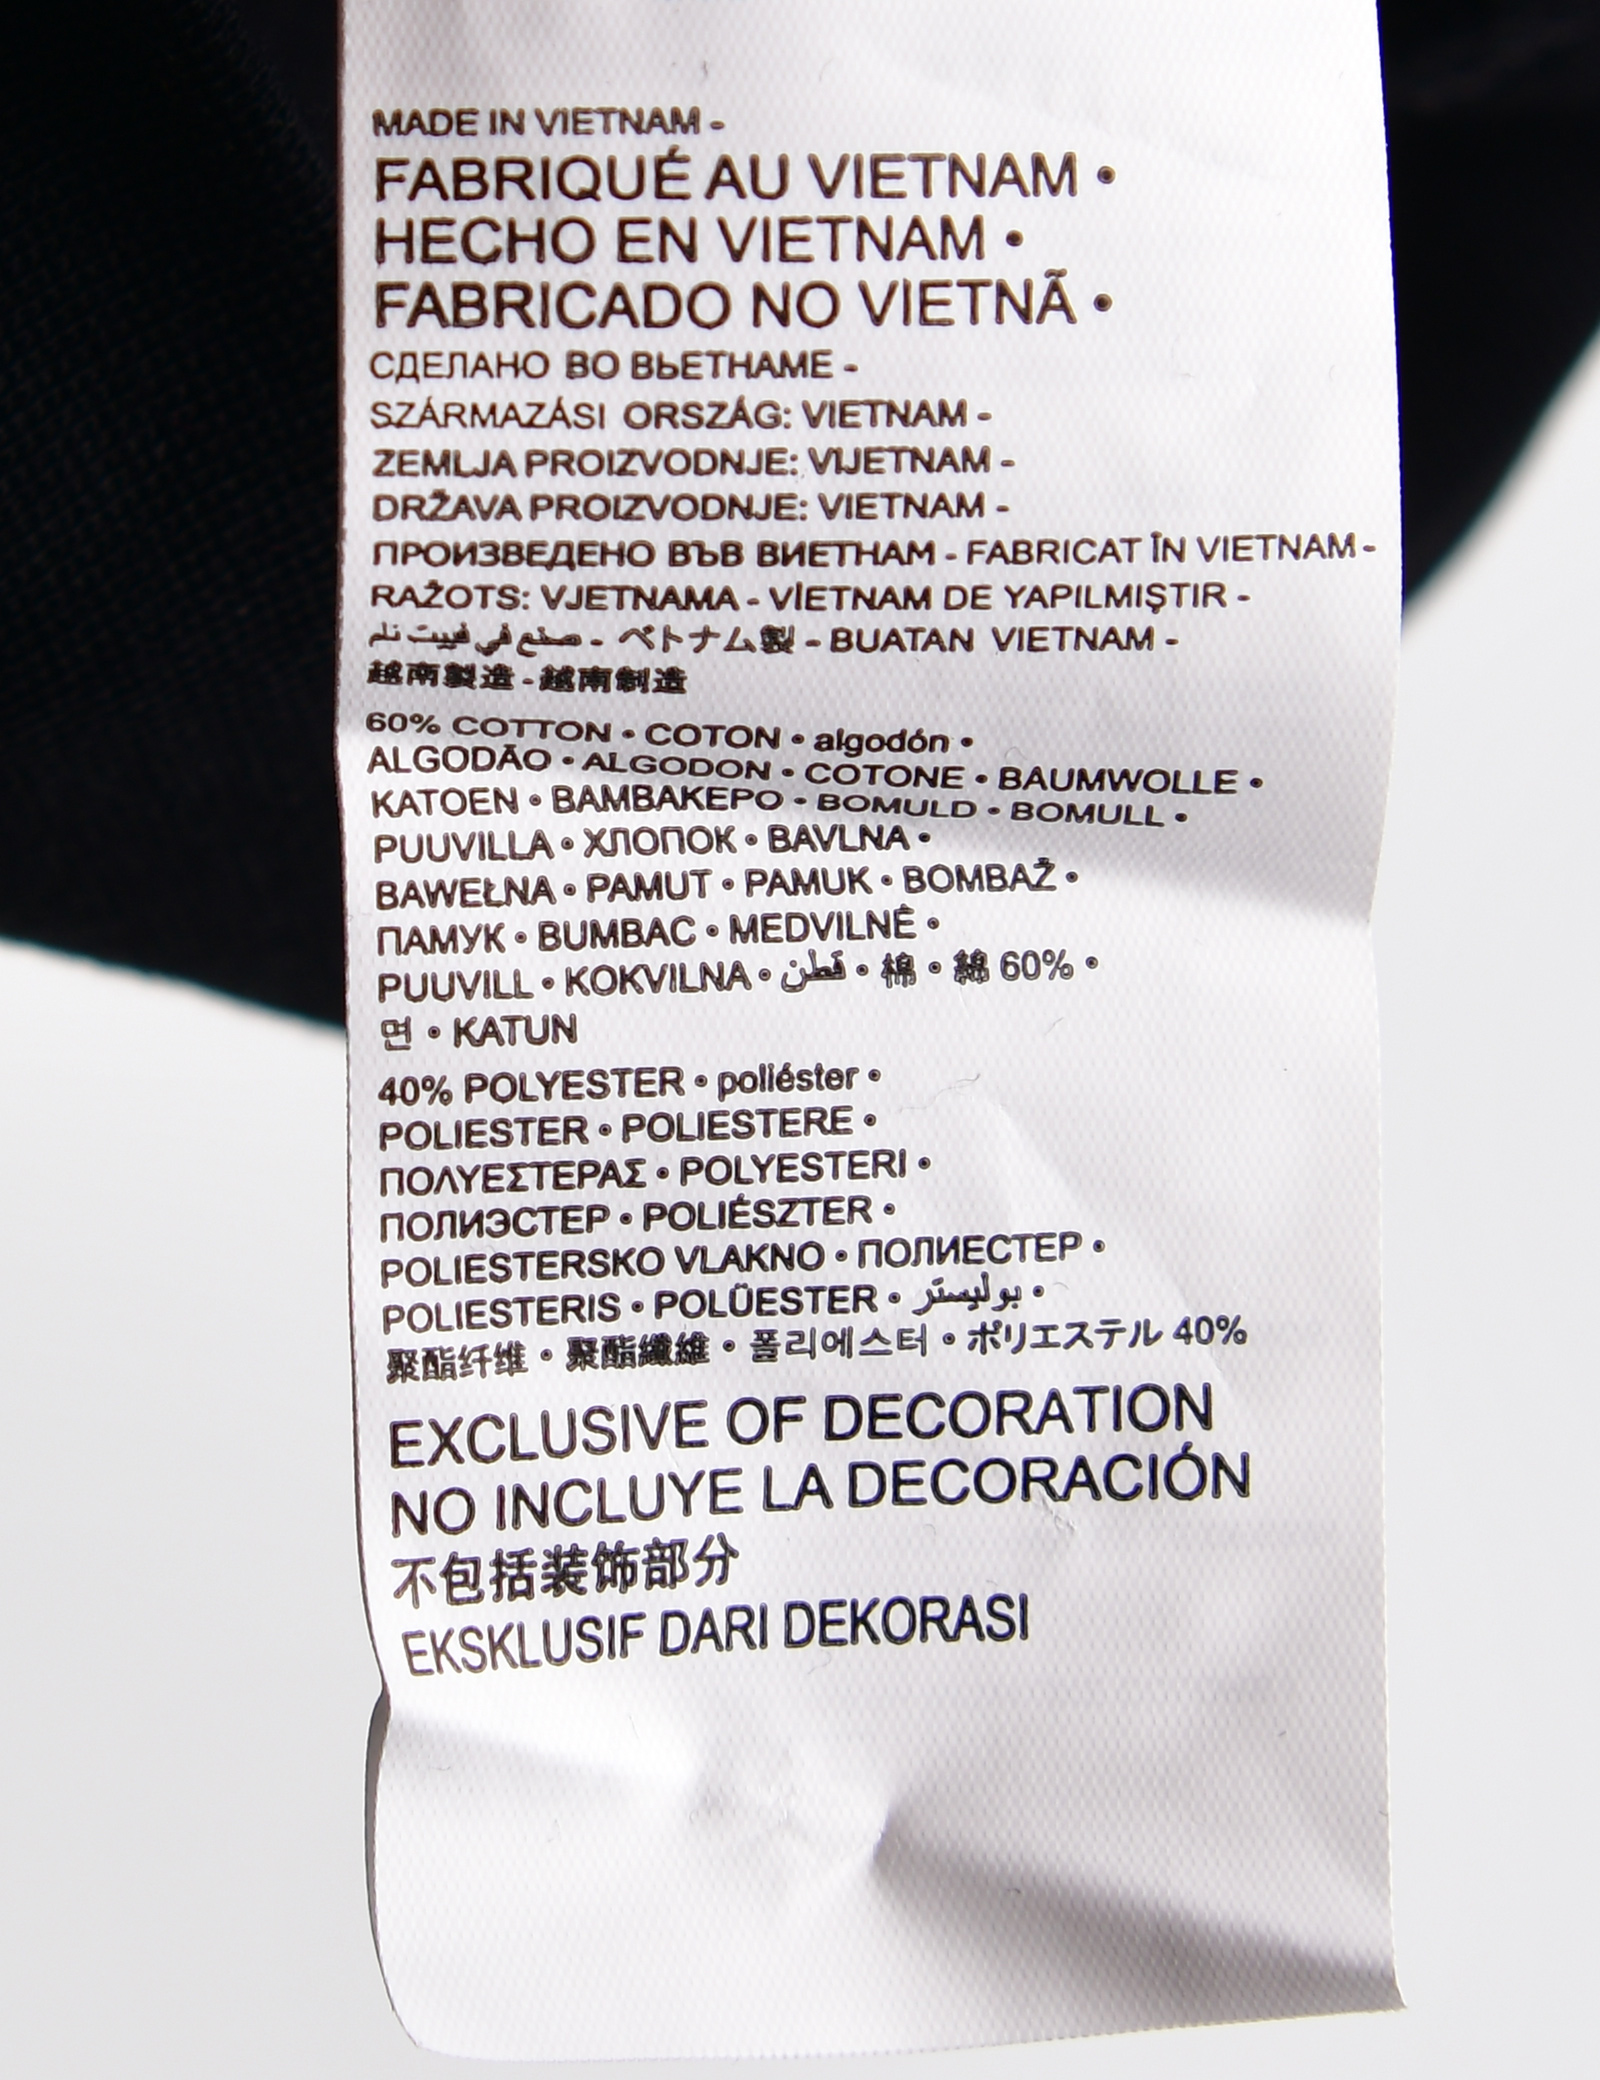 MADE IN VIETNAM -
FABRIQUÉ AU VIETNAM •
HECHO EN VIETNAM •
FABRICADO NO VIETNÃ •
СДЕЛАНО ВО ВЬЕТНАМЕ -
SZÁRMAZÁSI ORSZÁG: VIETNAM -
ZEMLJA PROIZVODNJE: VIJETNAM -
DRŽAVA PROIZVODNJE: VIETNAM -
ПРОИЗВЕДЕНО ВЪВ ВИЕТНАМ - FABRICAT ÎN VIETNAM -
RAŽOTS: VJETNAMA - VİETNAM DE YAPILMIŞTIR -
صنع في فييت نام - ベトナム製 - BUATAN VIETNAM -
越南製造 - 越南制造
60% COTTON • COTON • algodón •
ALGODÃO • ALGODON • COTONE • BAUMWOLLE •
KATOEN • BAMBAKEPO • BOMULD • BOMULL •
PUUVILLA • ХЛОПОК • BAVLNA •
BAWEŁNA • PAMUT • PAMUK • BOMBAŽ •
ПАМУК • BUMBAC • MEDVILNĖ •
PUUVILL • KOKVILNA • قطن • 棉 • 綿 60% •
면 • KATUN
40% POLYESTER • poliéster •
POLIESTER • POLIESTERE •
ΠΟΛΥΕΣΤΕΡΑΣ • POLYESTERI •
ПОЛИЭСТЕР • POLIÉSZTER •
POLIESTERSKO VLAKNO • ПОЛИЕСТЕР •
POLIESTERIS • POLÜESTER • بوليستر •
聚酯纤维 • 聚酯纖維 • 폴리에스터 • ポリエステル 40%
EXCLUSIVE OF DECORATION
NO INCLUYE LA DECORACIÓN
不包括装饰部分
EKSKLUSIF DARI DEKORASI